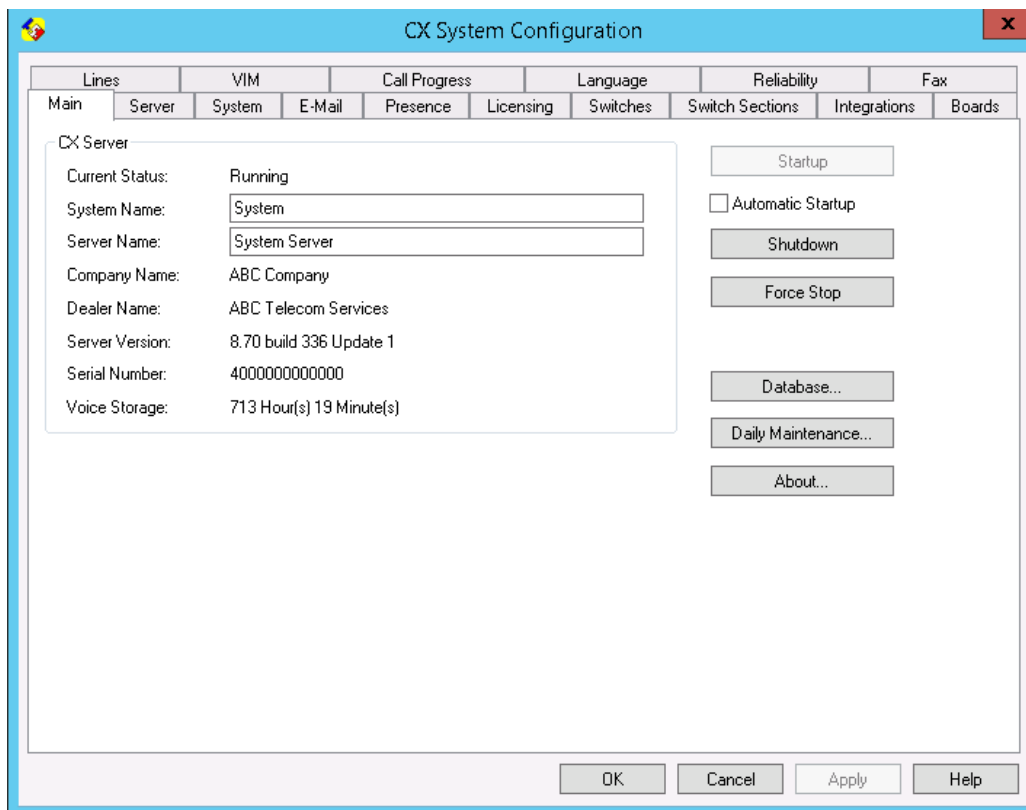 CX System Configuration
x
Lines VIM Call Progress Language Reliability Fax
Main Server System E-Mail Presence Licensing Switches Switch Sections Integrations Boards
CX Server
Current Status: Running
System Name: System
Server Name: System Server
Company Name: ABC Company
Dealer Name: ABC Telecom Services
Server Version: 8.70 build 336 Update 1
Serial Number: 4000000000000
Voice Storage: 713 Hour(s) 19 Minute(s)
Startup
Automatic Startup
Shutdown
Force Stop
Database...
Daily Maintenance...
About...
OK Cancel Apply Help